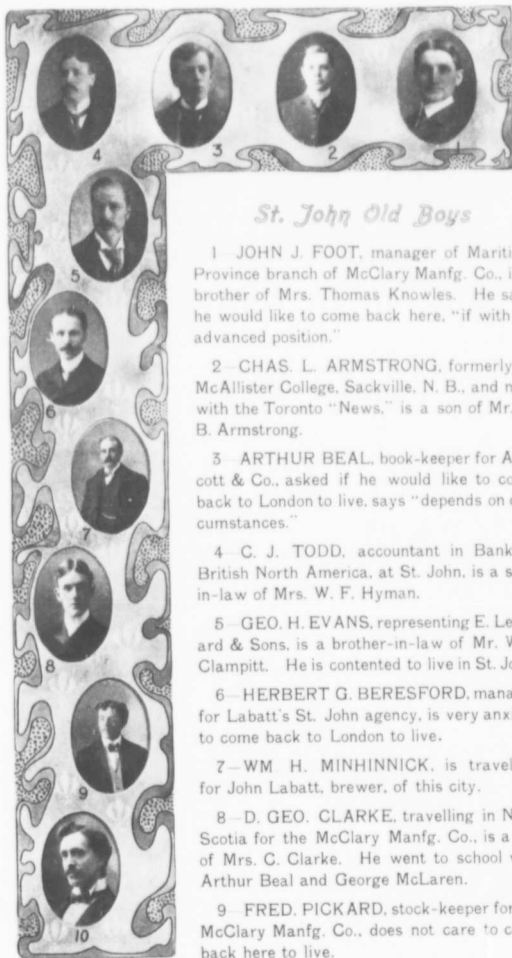 4 3 2 1
5
6
7
8
9
10
St. John Old Boys
1 JOHN J. FOOT, manager of Mariti
Province branch of McClary Manfg. Co., i
brother of Mrs. Thomas Knowles. He sa
he would like to come back here, "if with
advanced position."
2 CHAS. L. ARMSTRONG, formerly
McAllister College, Sackville, N. B., and n
with the Toronto "News," is a son of Mr.
B. Armstrong.
3 ARTHUR BEAL, book-keeper for A
cott & Co., asked if he would like to co
back to London to live, says "depends on c
cumstances."
4 C. J. TODD, accountant in Bank
British North America, at St. John, is a s
in-law of Mrs. W. F. Hyman.
5 GEO. H. EVANS, representing E. Le
ard & Sons, is a brother-in-law of Mr. W
Clampitt. He is contented to live in St. Jo
6 HERBERT G. BERESFORD, mana
for Labatt's St. John agency, is very anxi
to come back to London to live.
7—WM H. MINHINNICK, is travel
for John Labatt, brewer, of this city.
8—D. GEO. CLARKE, travelling in N
Scotia for the McClary Manfg. Co., is a
of Mrs. C. Clarke. He went to school w
Arthur Beal and George McLaren.
9 FRED. PICKARD, stock-keeper for
McClary Manfg. Co., does not care to c
back here to live.